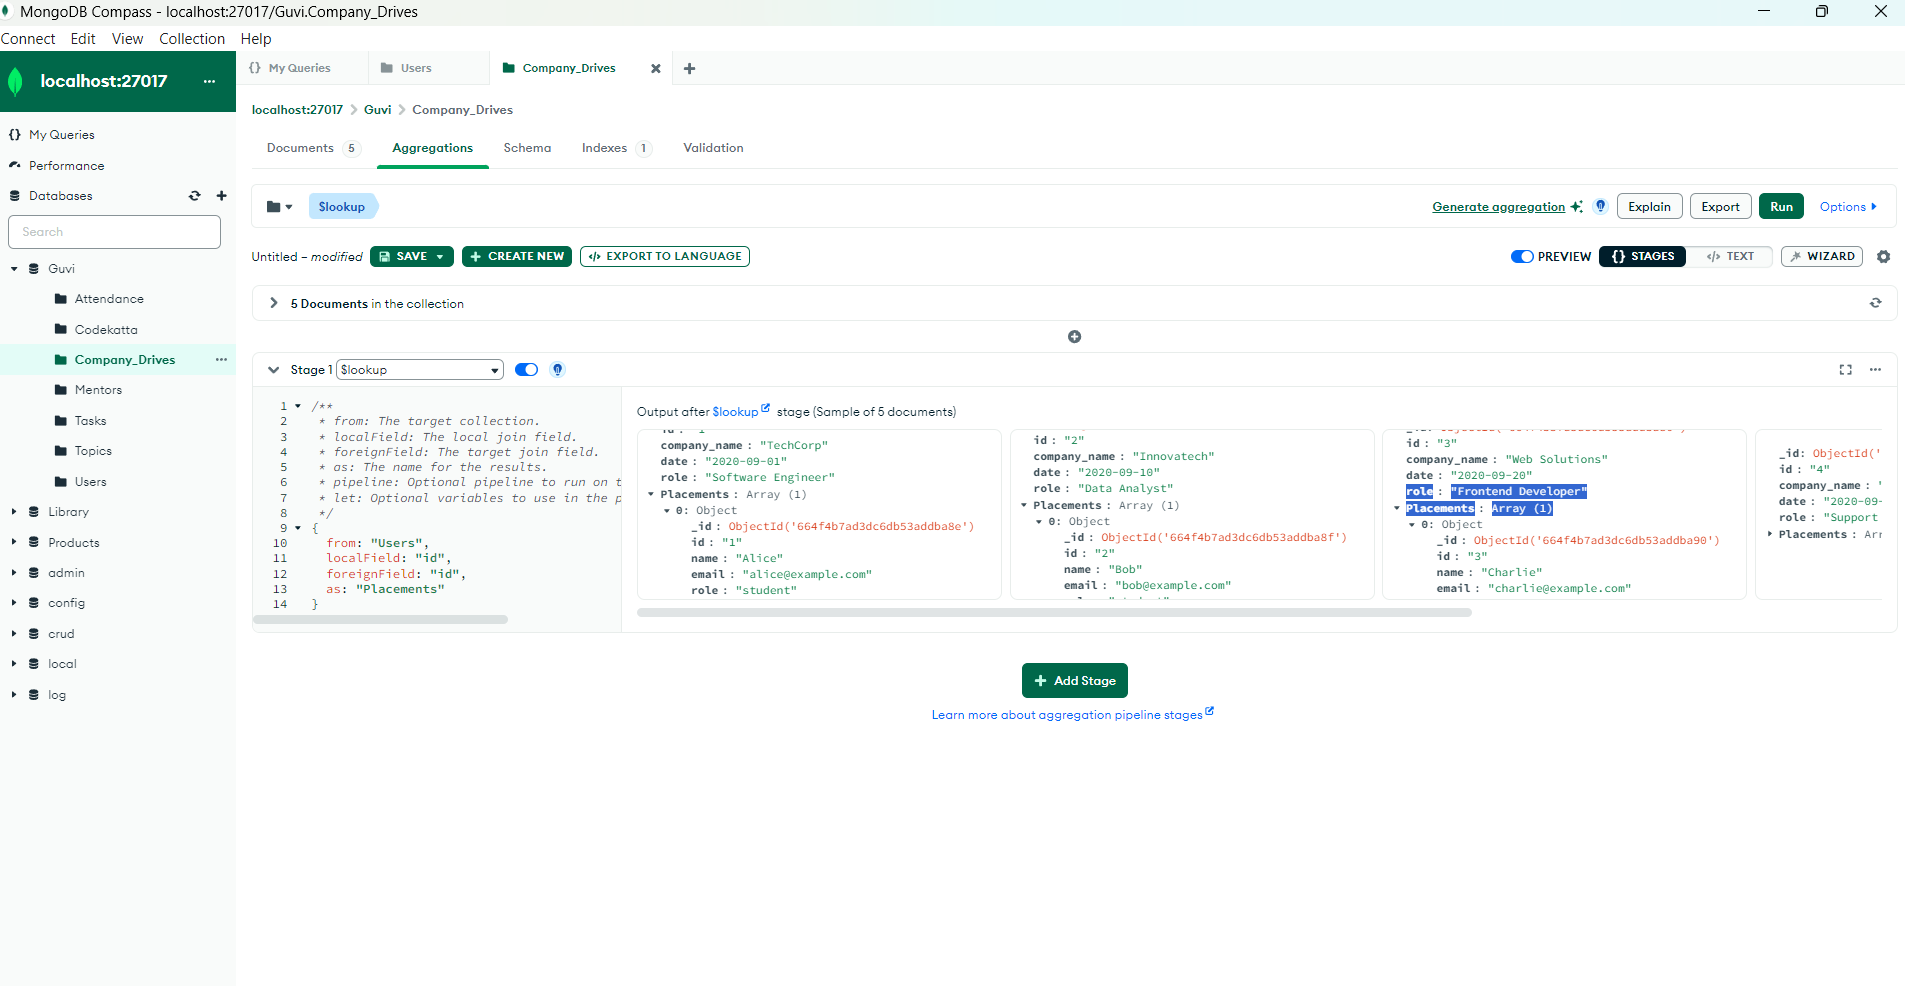 MongoDB Compass - localhost:27017/Guvi.Company_Drives
Connect Edit View Collection Help
localhost:27017 ...
{} My Queries
Users
Company_Drives
localhost:27017 > Guvi > Company_Drives
My Queries
Performance
Databases
Search
Guvi
Attendance
Codekatta
Company_Drives ...
Mentors
Tasks
Topics
Users
Library
Products
admin
config
crud
local
log
Documents 5 Aggregations Schema Indexes 1 Validation
$lookup
Generate aggregation Explain Export Run Options
Untitled – modified SAVE + CREATE NEW </> EXPORT TO LANGUAGE
PREVIEW {} STAGES </> TEXT WIZARD
5 Documents in the collection
Stage 1 $lookup
1 /**
2 * from: The target collection.
3 * localField: The local join field.
4 * foreignField: The target join field.
5 * as: The name for the results.
6 * pipeline: Optional pipeline to run on t
7 * let: Optional variables to use in the p
8 */
9 {
10 from: "Users",
11 localField: "id",
12 foreignField: "id",
13 as: "Placements"
14 }
Output after $lookup stage (Sample of 5 documents)
id : "1"
company_name : "TechCorp"
date : "2020-09-01"
role : "Software Engineer"
Placements : Array (1)
0: Object
_id : ObjectId('664f4b7ad3dc6db53addba8e')
id : "1"
name : "Alice"
email : "alice@example.com"
role : "student"
id : "2"
company_name : "Innovatech"
date : "2020-09-10"
role : "Data Analyst"
Placements : Array (1)
0: Object
_id : ObjectId('664f4b7ad3dc6db53addba8f')
id : "2"
name : "Bob"
email : "bob@example.com"
id : "3"
company_name : "Web Solutions"
date : "2020-09-20"
role : "Frontend Developer"
Placements : Array (1)
0: Object
_id : ObjectId('664f4b7ad3dc6db53addba90')
id : "3"
name : "Charlie"
email : "charlie@example.com"
_id: ObjectId('
id : "4"
company_name : "
date : "2020-09-
role : "Support
Placements : Arr
+ Add Stage
Learn more about aggregation pipeline stages